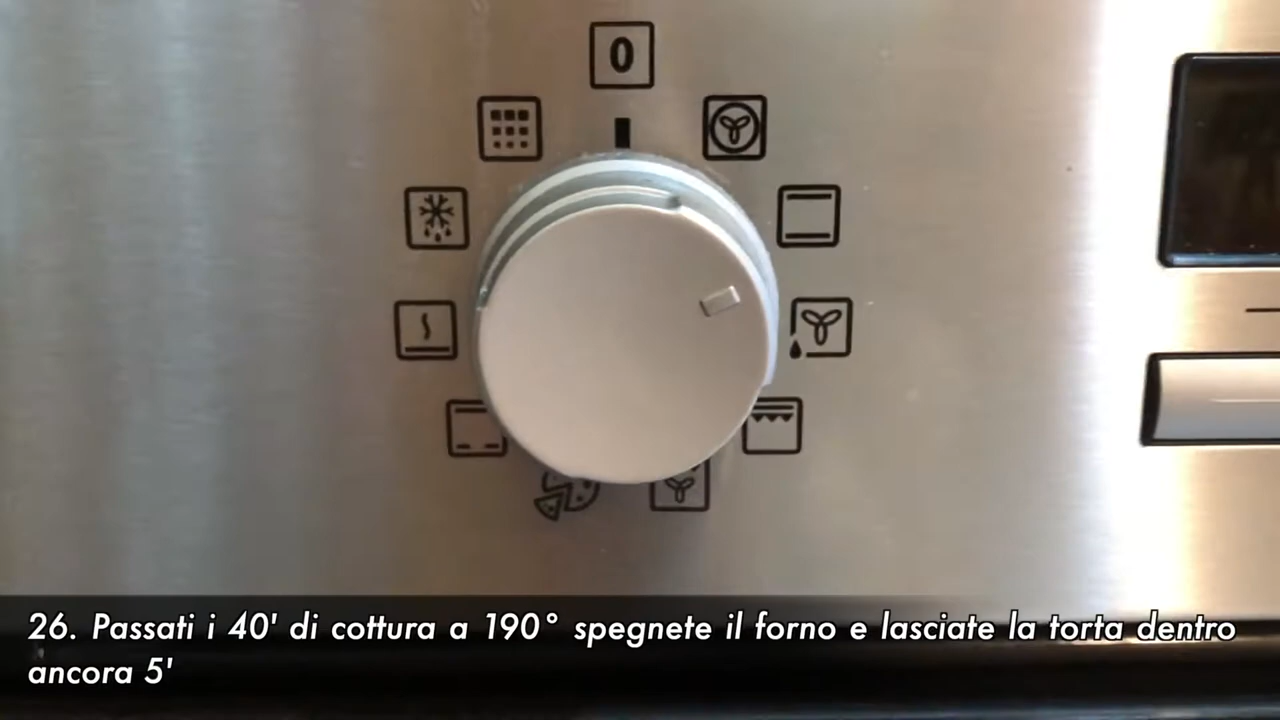 0
26. Passati i 40' di cottura a 190° spegnete il forno e lasciate la torta dentro
ancora 5'